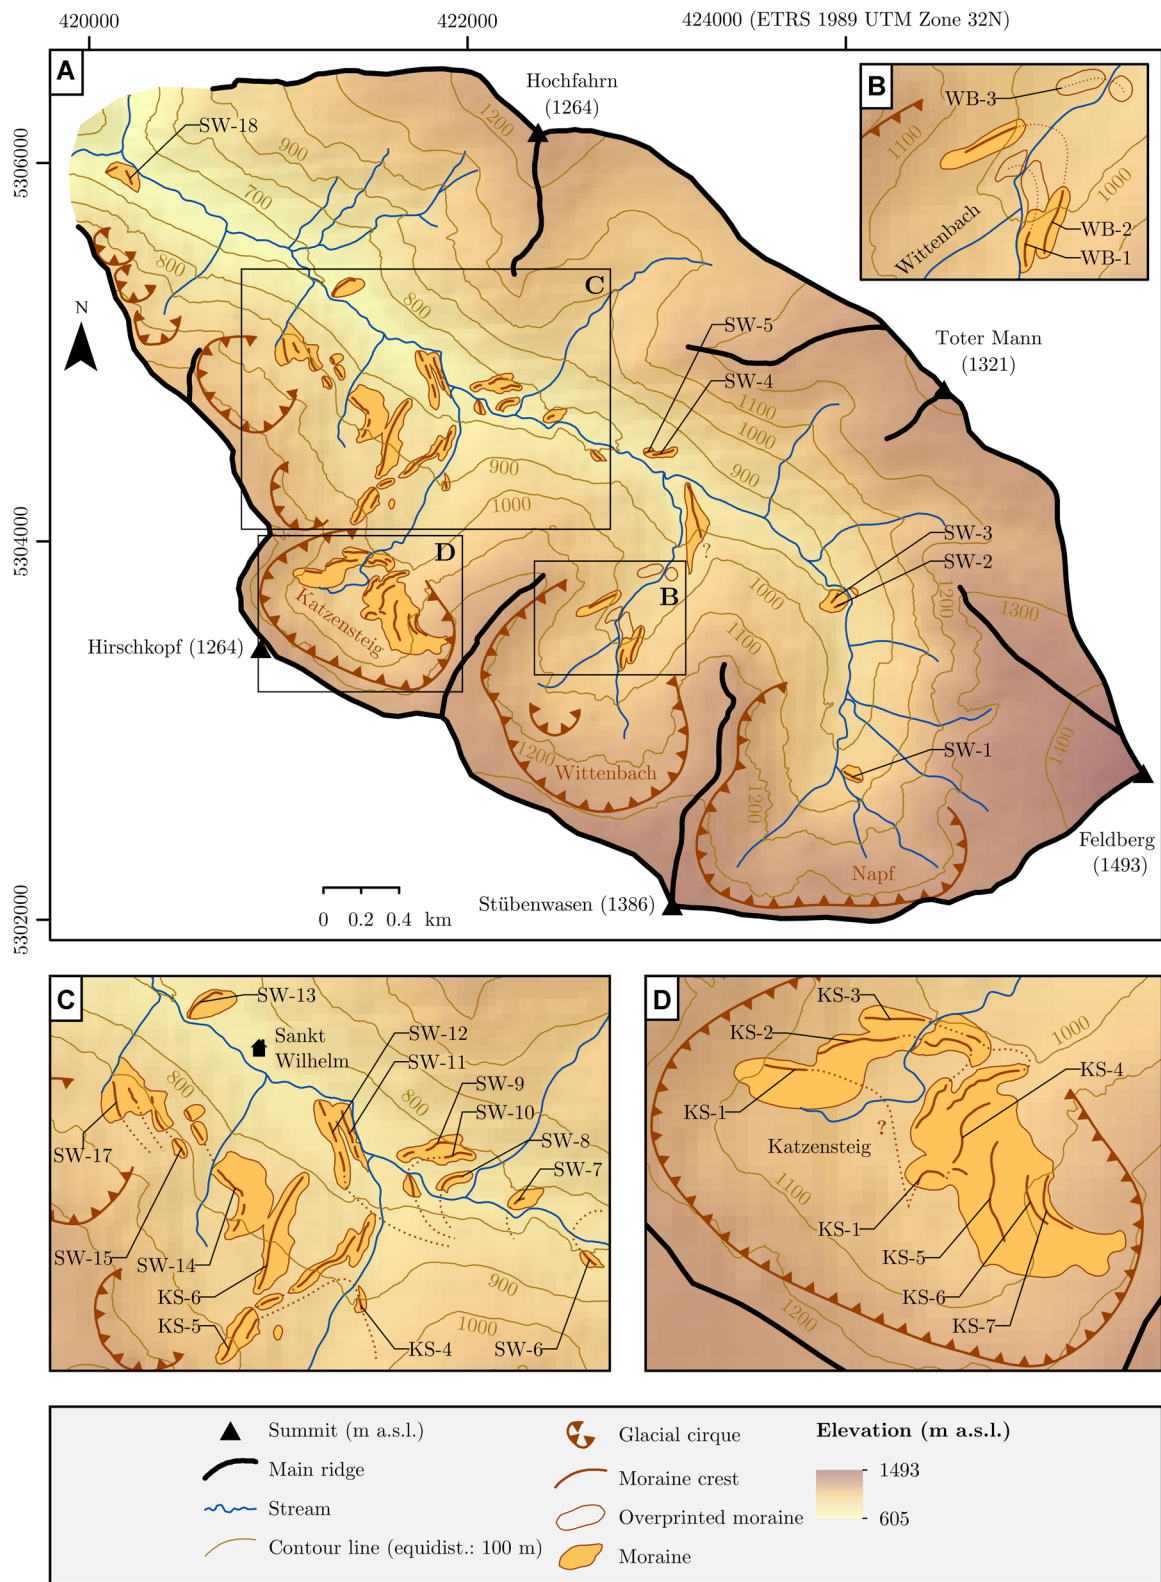 420000
422000
424000 (ETRS 1989 UTM Zone 32N)
5306000
5304000
5302000
A
Hochfahrn
(1264)
SW-18
1200
900
700
800
N
C
800
SW-5
SW-4
Toter Mann
(1321)
1100
1000
900
900
1000
D
Katzensteig
Hirschkopf (1264)
B
?
1000
1100
SW-3
SW-2
1200
1300
1400
SW-1
1200
Wittenbach
1200
Napf
Feldberg
(1493)
Stübenwasen (1386)
0 0.2 0.4 km
B
WB-3
1100
1000
Wittenbach
WB-2
WB-1
C
SW-13
Sankt
Wilhelm
SW-12
SW-11
SW-9
SW-10
SW-8
SW-7
800
800
SW-17
SW-15
SW-14
KS-6
KS-5
KS-4
SW-6
900
1000
D
KS-3
KS-2
1000
KS-4
KS-1
?
Katzensteig
1100
KS-1
KS-5
KS-6
KS-7
1200
Summit (m a.s.l.)
Main ridge
Stream
Contour line (equidist.: 100 m)
Glacial cirque
Moraine crest
Overprinted moraine
Moraine
Elevation (m a.s.l.)
1493
605